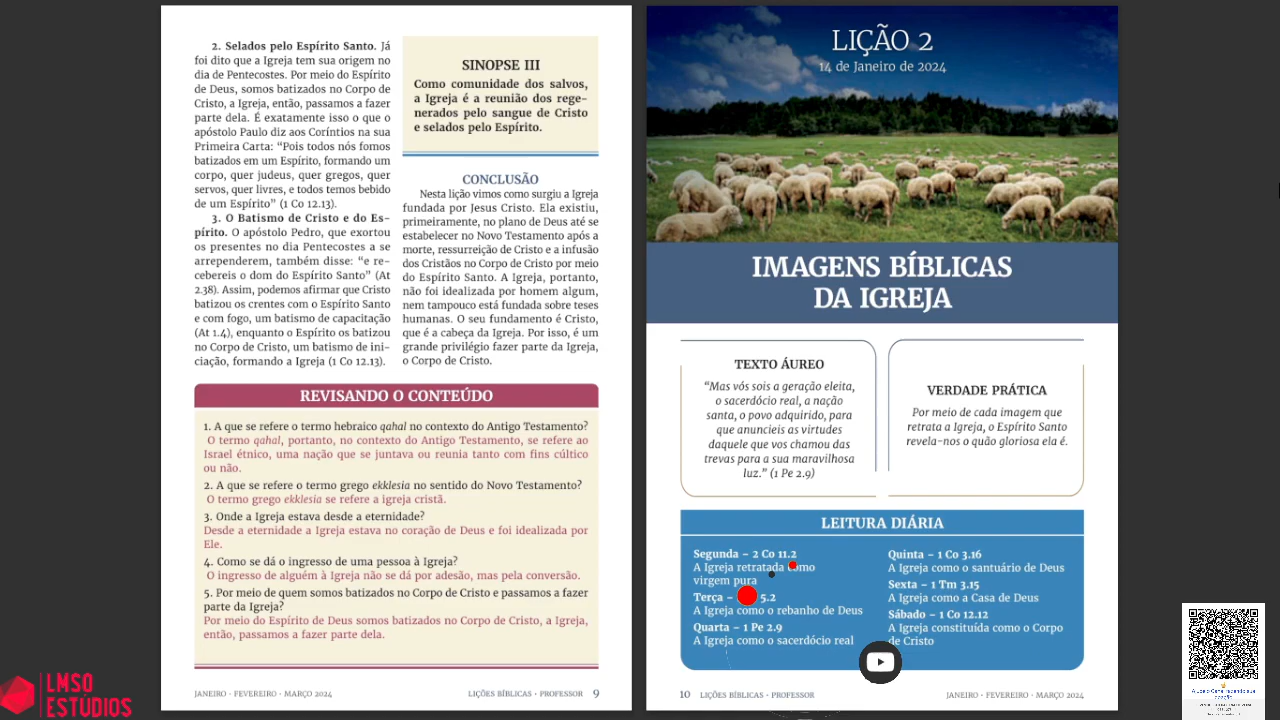 2. Selados pelo Espírito Santo. Já
foi dito que a Igreja tem sua origem no
dia de Pentecostes. Por meio do Espírito
de Deus, somos batizados no Corpo de
Cristo, a Igreja, então, passamos a fazer
parte dela. É exatamente isso o que o
apóstolo Paulo diz aos Coríntios na sua
Primeira Carta: “Pois todos nós fomos
batizados em um Espírito, formando um
corpo, quer judeus, quer gregos, quer
servos, quer livres, e todos temos bebido
de um Espírito” (1 Co 12.13).
3. O Batismo de Cristo e do Es-
pírito. O apóstolo Pedro, que exortou
os presentes no dia Pentecostes a se
arrependerem, também disse: “e re-
cebereis o dom do Espírito Santo” (At
2.38). Assim, podemos afirmar que Cristo
batizou os crentes com o Espírito Santo
e com fogo, um batismo de capacitação
(At 1.4), enquanto o Espírito os batizou
no Corpo de Cristo, um batismo de ini-
ciação, formando a Igreja (1 Co 12.13).
SINOPSE III
Como comunidade dos salvos,
a Igreja é a reunião dos rege-
nerados pelo sangue de Cristo
e selados pelo Espírito.
CONCLUSÃO
Nesta lição vimos como surgiu a Igreja
fundada por Jesus Cristo. Ela existiu,
primeiramente, no plano de Deus até se
estabelecer no Novo Testamento após a
morte, ressurreição de Cristo e a infusão
dos Cristãos no Corpo de Cristo por meio
do Espírito Santo. A Igreja, portanto,
não foi idealizada por homem algum,
nem tampouco está fundada sobre teses
humanas. O seu fundamento é Cristo,
que é a cabeça da Igreja. Por isso, é um
grande privilégio fazer parte da Igreja,
o Corpo de Cristo.
REVISANDO O CONTEÚDO
1. A que se refere o termo hebraico qahal no contexto do Antigo Testamento?
O termo qahal, portanto, no contexto do Antigo Testamento, se refere ao
Israel étnico, uma nação que se juntava ou reunia tanto com fins cúltico
ou não.
2. A que se refere o termo grego ekklesia no sentido do Novo Testamento?
O termo grego ekklesia se refere a igreja cristã.
3. Onde a Igreja estava desde a eternidade?
Desde a eternidade a Igreja estava no coração de Deus e foi idealizada por
Ele.
4. Como se dá o ingresso de uma pessoa à Igreja?
O ingresso de alguém à Igreja não se dá por adesão, mas pela conversão.
5. Por meio de quem somos batizados no Corpo de Cristo e passamos a fazer
parte da Igreja?
Por meio do Espírito de Deus somos batizados no Corpo de Cristo, a Igreja,
então, passamos a fazer parte dela.
JANEIRO · FEVEREIRO · MARÇO 2024
LIÇÕES BÍBLICAS · PROFESSOR 9
LMSO
ESTÚDIOS
LIÇÃO 2
14 de Janeiro de 2024
IMAGENS BÍBLICAS
DA IGREJA
TEXTO ÁUREO
“Mas vós sois a geração eleita,
o sacerdócio real, a nação
santa, o povo adquirido, para
que anuncieis as virtudes
daquele que vos chamou das
trevas para a sua maravilhosa
luz.” (1 Pe 2.9)
VERDADE PRÁTICA
Por meio de cada imagem que
retrata a Igreja, o Espírito Santo
revela-nos o quão gloriosa ela é.
LEITURA DIÁRIA
Segunda – 2 Co 11.2
A Igreja retratada como
virgem pura
Terça – 5.2
A Igreja como o rebanho de Deus
Quarta – 1 Pe 2.9
A Igreja como o sacerdócio real
Quinta – 1 Co 3.16
A Igreja como o santuário de Deus
Sexta – 1 Tm 3.15
A Igreja como a Casa de Deus
Sábado – 1 Co 12.12
A Igreja constituída como o Corpo
de Cristo
10 LIÇÕES BÍBLICAS · PROFESSOR
JANEIRO · FEVEREIRO · MARÇO 2024